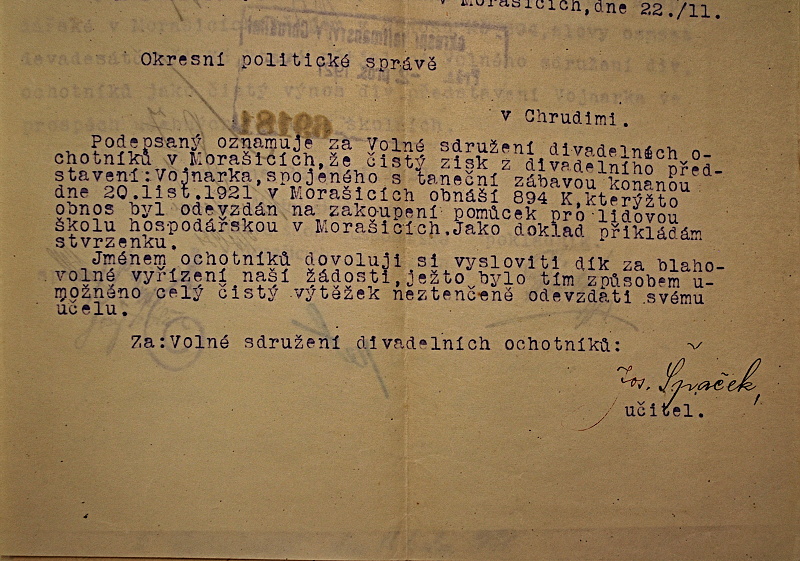 v Morašicích,dne 22./11.
Okresní politické správě
v Chrudimi.
69181
Podepsaný oznamuje za Volné sdružení divadelních o-
chotníků v Morašicích,že čistý zisk z divadelního před-
stavení:Vojnarka,spojeného s taneční zábavou konanou
dne 20.list.1921 v Morašicích obnáší 894 K,kterýžto
obnos byl odevzdán na zakoupení pomůcek pro lidovou
školu hospodářskou v Morašicích.Jako doklad přikládám
stvrzenku.
Jménem ochotníků dovoluji si vysloviti dík za blaho-
volné vyřízení naší žádosti,ježto bylo tím způsobem u-
možněno celý čistý výtěžek neztenčeně odevzdati svému
účelu.
Za:Volné sdružení divadelních ochotníků:
Jos. Špaček,
učitel.